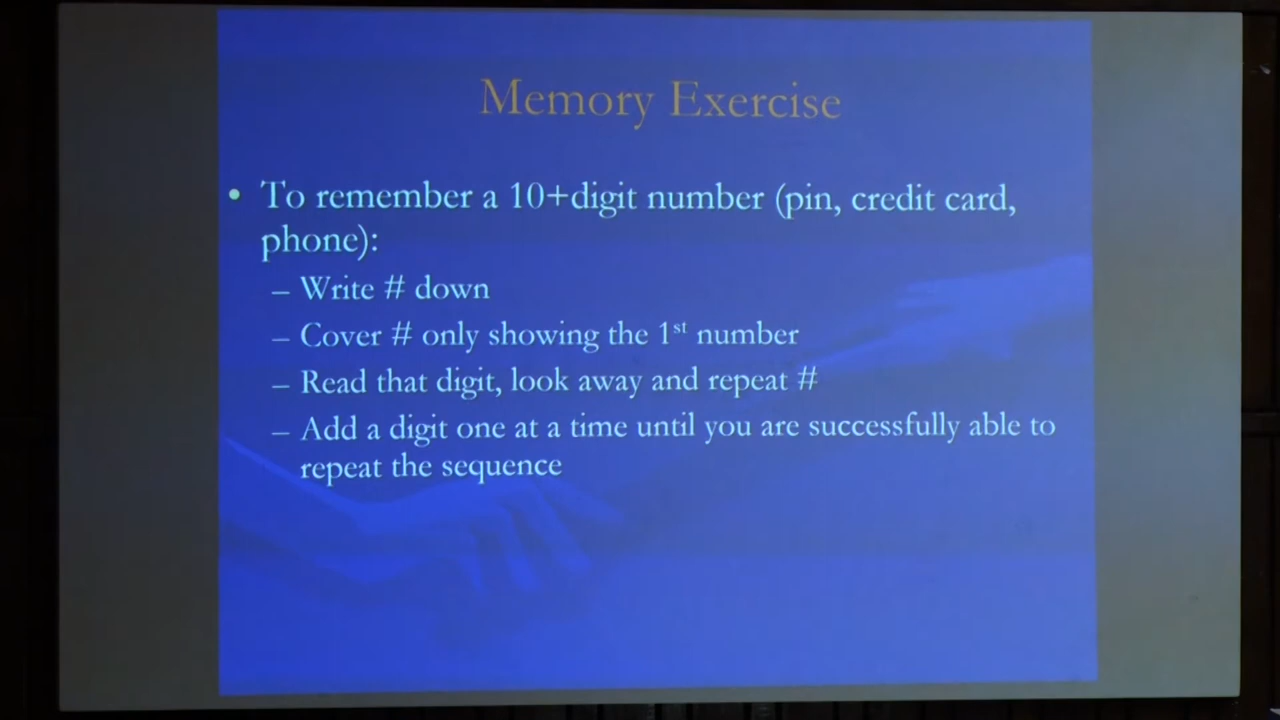 Memory Exercise
• To remember a 10+digit number (pin, credit card,
phone):
– Write # down
– Cover # only showing the 1st number
– Read that digit, look away and repeat #
– Add a digit one at a time until you are successfully able to
repeat the sequence